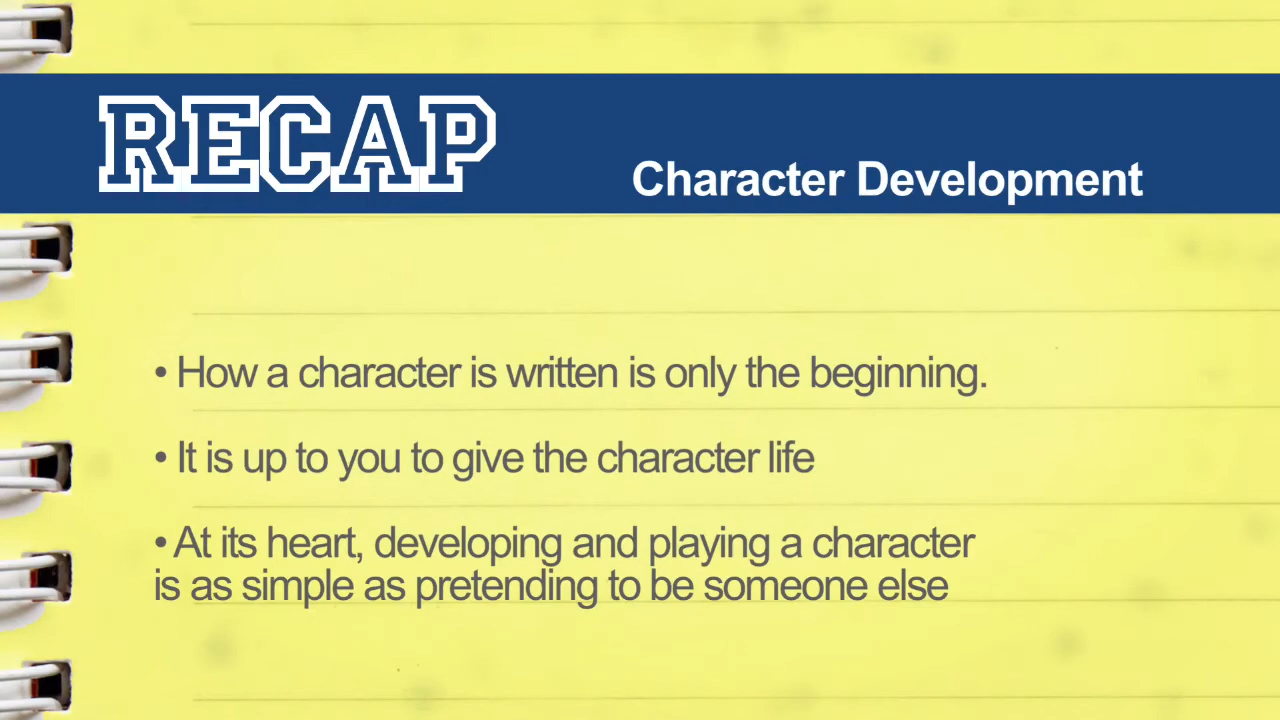 RECAP
Character Development
• How a character is written is only the beginning.
• It is up to you to give the character life
• At its heart, developing and playing a character
is as simple as pretending to be someone else